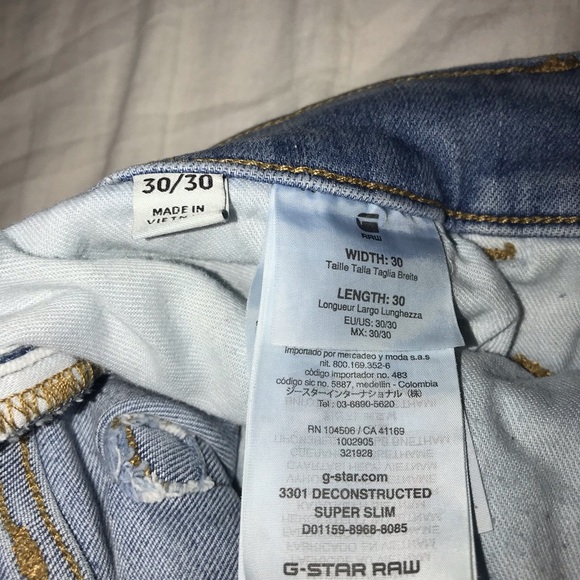 30/30
MADE IN
RAW
WIDTH: 30
Taille Talla Taglia Breite
LENGTH: 30
Longueur Largo Lunghezza
EU/US: 30/30
MX: 30/30
Importado por mercadeo y moda s.a.s
nit. 800.169.352-6
código importador no. 483
código sic no. 5887, medellin - Colombia
ジースターインターナショナル (株)
Tel : 03-6890-5620
RN 104506 / CA 41169
1002905
321928
g-star.com
3301 DECONSTRUCTED
SUPER SLIM
D01159-8968-8085
G-STAR RAW